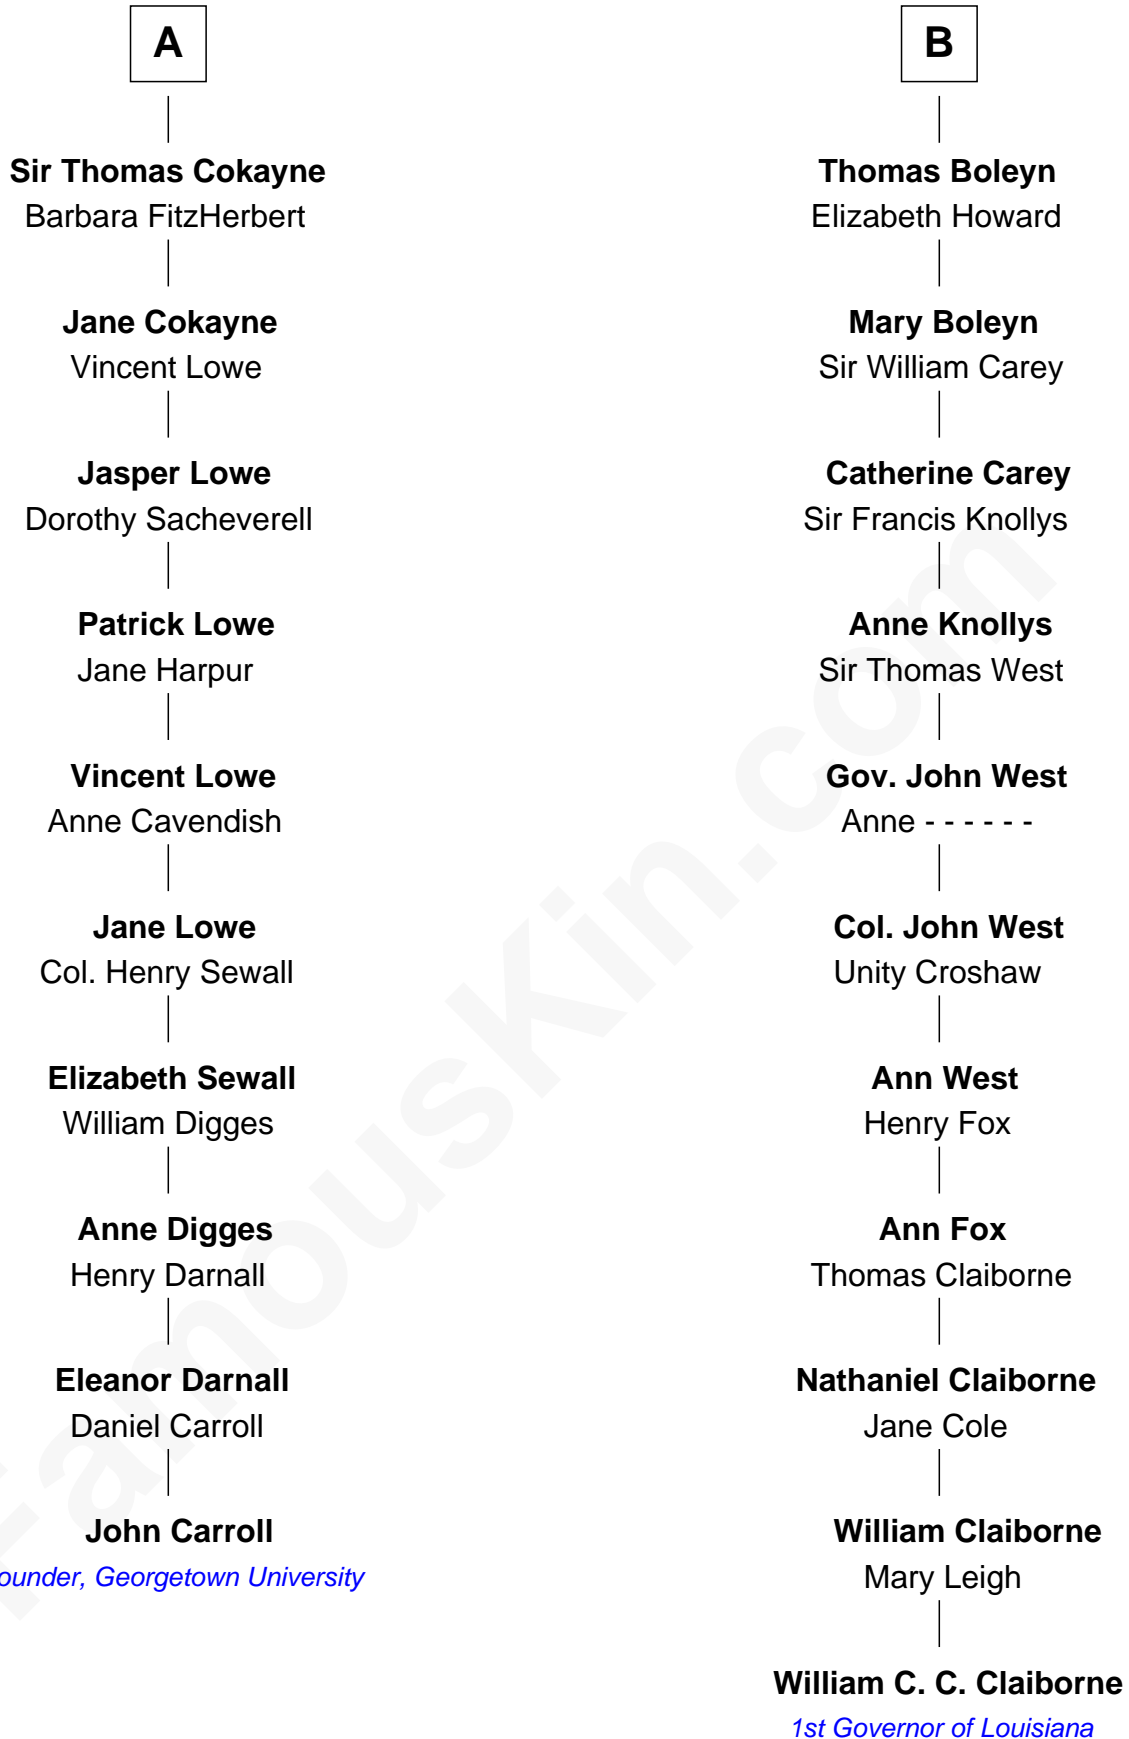 A
Sir Thomas Cokayne
Barbara FitzHerbert
Jane Cokayne
Vincent Lowe
Jasper Lowe
Dorothy Sacheverell
Patrick Lowe
Jane Harpur
Vincent Lowe
Anne Cavendish
Jane Lowe
Col. Henry Sewall
Elizabeth Sewall
William Digges
Anne Digges
Henry Darnall
Eleanor Darnall
Daniel Carroll
John Carroll
ounder, Georgetown University
B
Thomas Boleyn
Elizabeth Howard
Mary Boleyn
Sir William Carey
Catherine Carey
Sir Francis Knollys
Anne Knollys
Sir Thomas West
Gov. John West
Anne - - - - - -
Col. John West
Unity Croshaw
Ann West
Henry Fox
Ann Fox
Thomas Claiborne
Nathaniel Claiborne
Jane Cole
William Claiborne
Mary Leigh
William C. C. Claiborne
1st Governor of Louisiana
FamousKin.com